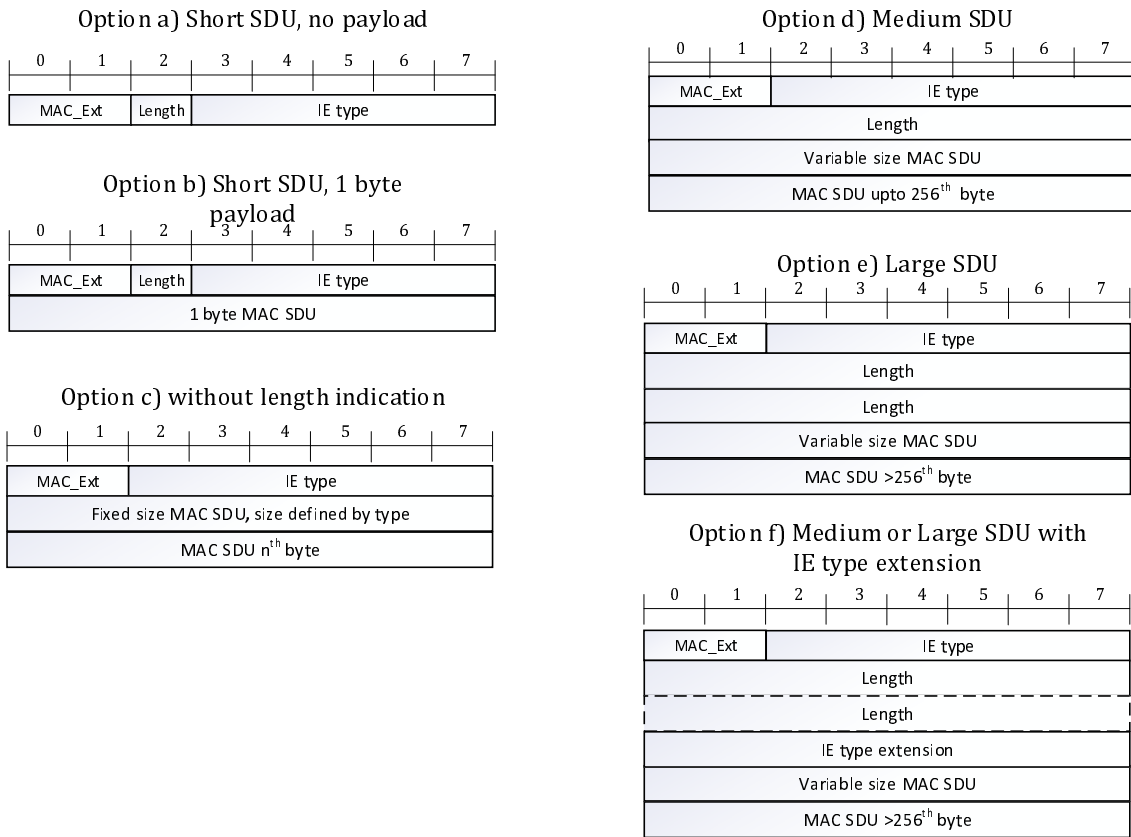 Option a) Short SDU, no payload
0 1 2 3 4 5 6 7
MAC_Ext Length IE type
Option b) Short SDU, 1 byte
payload
0 1 2 3 4 5 6 7
MAC_Ext Length IE type
1 byte MAC SDU
Option c) without length indication
0 1 2 3 4 5 6 7
MAC_Ext IE type
Fixed size MAC SDU, size defined by type
MAC SDU nth byte
Option d) Medium SDU
0 1 2 3 4 5 6 7
MAC_Ext IE type
Length
Variable size MAC SDU
MAC SDU upto 256th byte
Option e) Large SDU
0 1 2 3 4 5 6 7
MAC_Ext IE type
Length
Length
Variable size MAC SDU
MAC SDU >256th byte
Option f) Medium or Large SDU with
IE type extension
0 1 2 3 4 5 6 7
MAC_Ext IE type
Length
Length
IE type extension
Variable size MAC SDU
MAC SDU >256th byte